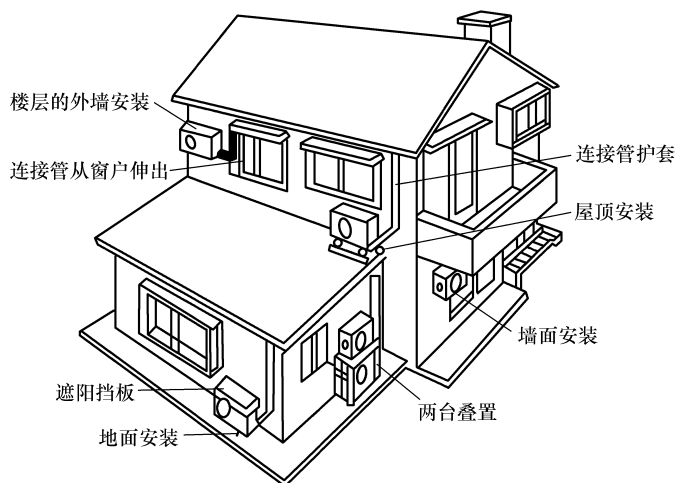 楼层的外墙安装
连接管从窗户伸出
连接管护套
屋顶安装
墙面安装
遮阳挡板
两台叠置
地面安装